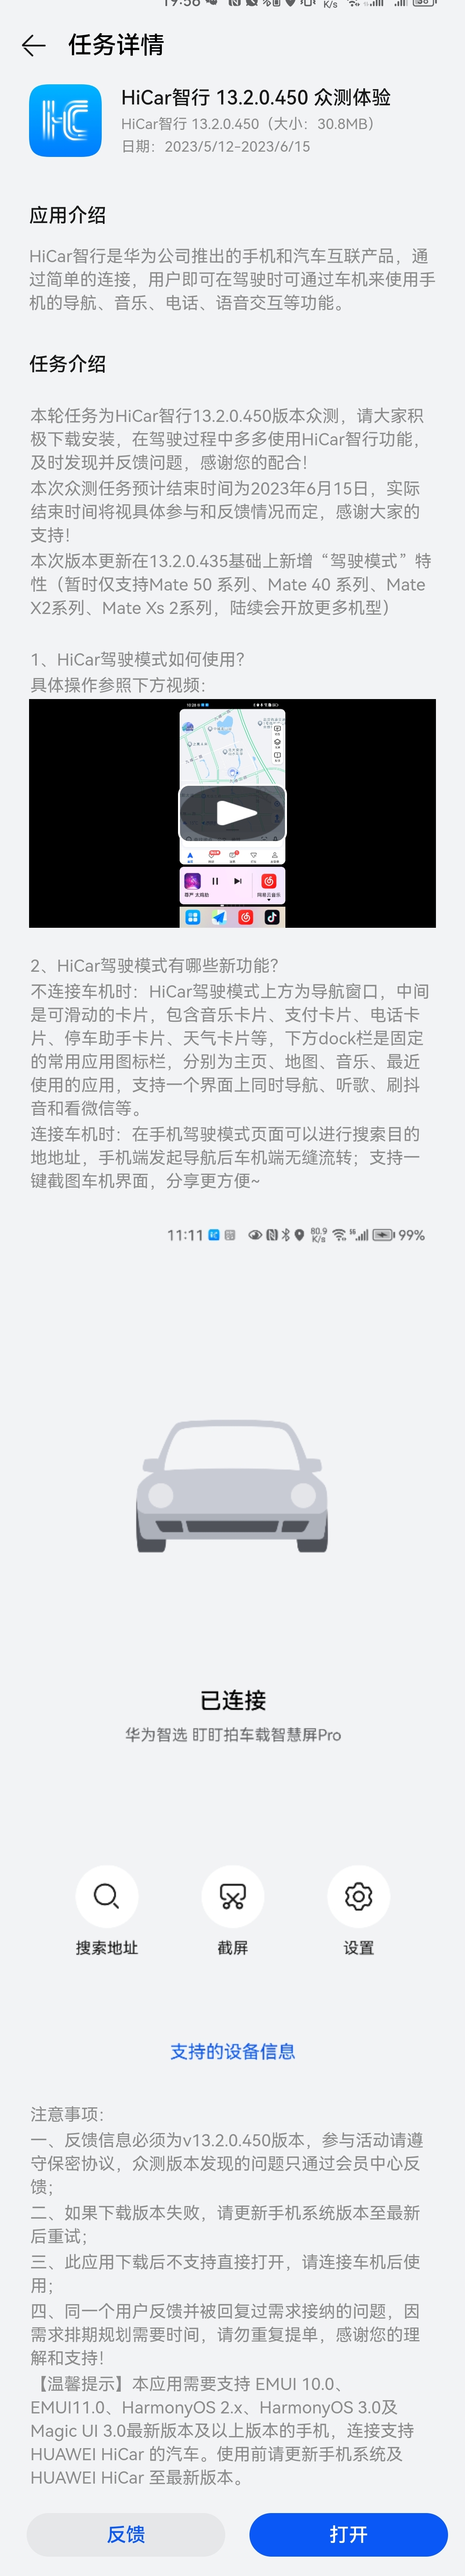 19:56
K/s
任务详情
HiCar智行 13.2.0.450 众测体验
HiCar智行 13.2.0.450（大小：30.8MB）
日期：2023/5/12-2023/6/15
应用介绍
HiCar智行是华为公司推出的手机和汽车互联产品，通
过简单的连接，用户即可在驾驶时可通过车机来使用手
机的导航、音乐、电话、语音交互等功能。
任务介绍
本轮任务为HiCar智行13.2.0.450版本众测，请大家积
极下载安装，在驾驶过程中多多使用HiCar智行功能，
及时发现并反馈问题，感谢您的配合！
本次众测任务预计结束时间为2023年6月15日，实际
结束时间将视具体参与和反馈情况而定，感谢大家的
支持！
本次版本更新在13.2.0.435基础上新增“驾驶模式”特
性（暂时仅支持Mate 50 系列、Mate 40 系列、Mate
X2系列、Mate Xs 2系列，陆续会开放更多机型）
1、HiCar驾驶模式如何使用？
具体操作参照下方视频：
2、HiCar驾驶模式有哪些新功能？
不连接车机时：HiCar驾驶模式上方为导航窗口，中间
是可滑动的卡片，包含音乐卡片、支付卡片、电话卡
片、停车助手卡片、天气卡片等，下方dock栏是固定
的常用应用图标栏，分别为主页、地图、音乐、最近
使用的应用，支持一个界面上同时导航、听歌、刷抖
音和看微信等。
连接车机时：在手机驾驶模式页面可以进行搜索目的
地地址，手机端发起导航后车机端无缝流转；支持一
键截图车机界面，分享更方便~
11:11 80.9 K/s 99%
已连接
华为智选 盯盯拍车载智慧屏Pro
搜索地址 截屏 设置
支持的设备信息
注意事项：
一、反馈信息必须为v13.2.0.450版本，参与活动请遵
守保密协议，众测版本发现的问题只通过会员中心反
馈；
二、如果下载版本失败，请更新手机系统版本至最新
后重试；
三、此应用下载后不支持直接打开，请连接车机后使
用；
四、同一个用户反馈并被回复过需求接纳的问题，因
需求排期规划需要时间，请勿重复提单，感谢您的理
解和支持！
【温馨提示】本应用需要支持 EMUI 10.0、
EMUI11.0、HarmonyOS 2.x、HarmonyOS 3.0及
Magic UI 3.0最新版本及以上版本的手机，连接支持
HUAWEI HiCar 的汽车。使用前请更新手机系统及
HUAWEI HiCar 至最新版本。
反馈 打开